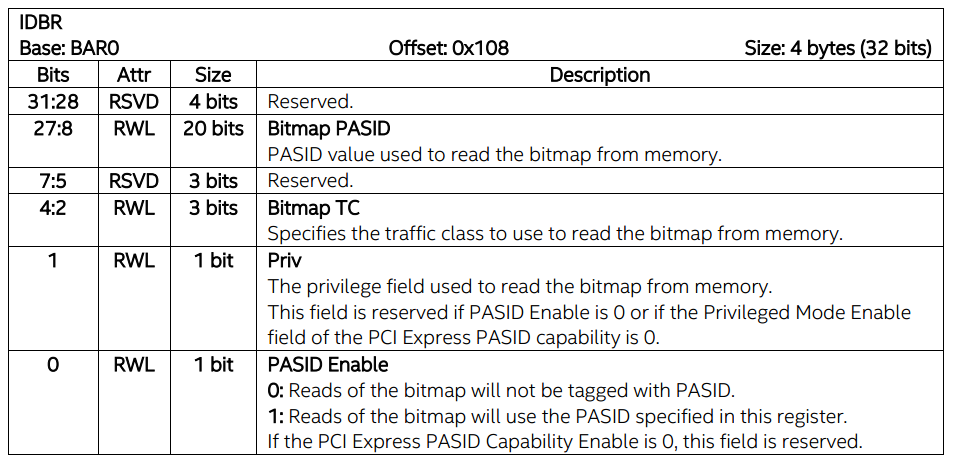 IDBR
Base: BAR0 Offset: 0x108 Size: 4 bytes (32 bits)
Bits Attr Size Description
31:28 RSVD 4 bits Reserved.
27:8 RWL 20 bits Bitmap PASID
PASID value used to read the bitmap from memory.
7:5 RSVD 3 bits Reserved.
4:2 RWL 3 bits Bitmap TC
Specifies the traffic class to use to read the bitmap from memory.
1 RWL 1 bit Priv
The privilege field used to read the bitmap from memory.
This field is reserved if PASID Enable is 0 or if the Privileged Mode Enable
field of the PCI Express PASID capability is 0.
0 RWL 1 bit PASID Enable
0: Reads of the bitmap will not be tagged with PASID.
1: Reads of the bitmap will use the PASID specified in this register.
If the PCI Express PASID Capability Enable is 0, this field is reserved.